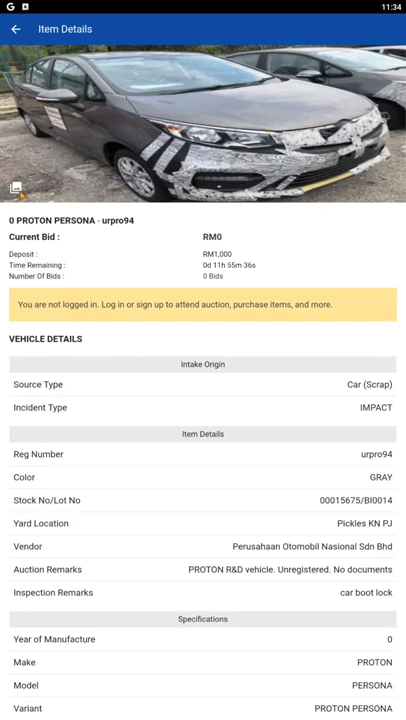 G A 11:34
Item Details
0 PROTON PERSONA - urpro94
Current Bid : RM0
Deposit : RM1,000
Time Remaining : 0d 11h 55m 36s
Number Of Bids : 0 Bids
You are not logged in. Log in or sign up to attend auction, purchase items, and more.
VEHICLE DETAILS
Intake Origin
Source Type Car (Scrap)
Incident Type IMPACT
Item Details
Reg Number urpro94
Color GRAY
Stock No/Lot No 00015675/BI0014
Yard Location Pickles KN PJ
Vendor Perusahaan Otomobil Nasional Sdn Bhd
Auction Remarks PROTON R&D vehicle. Unregistered. No documents
Inspection Remarks car boot lock
Specifications
Year of Manufacture 0
Make PROTON
Model PERSONA
Variant PROTON PERSONA